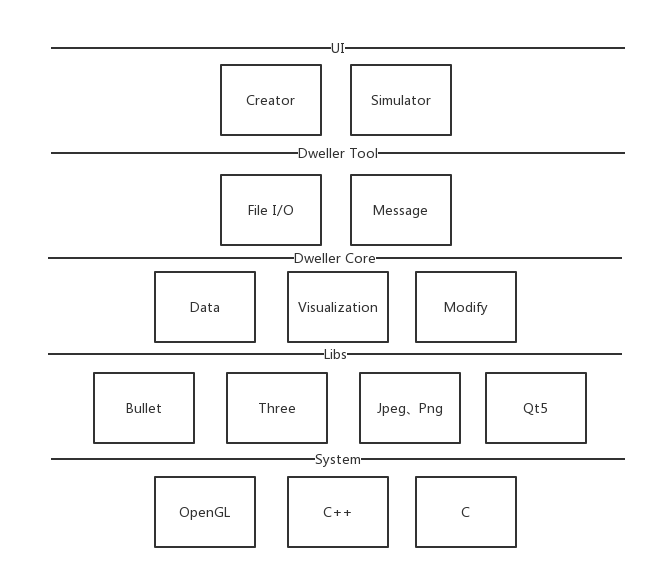 UI
Creator
Simulator
Dweller Tool
File I/O
Message
Dweller Core
Data
Visualization
Modify
Libs
Bullet
Three
Jpeg、Png
Qt5
System
OpenGL
C++
C